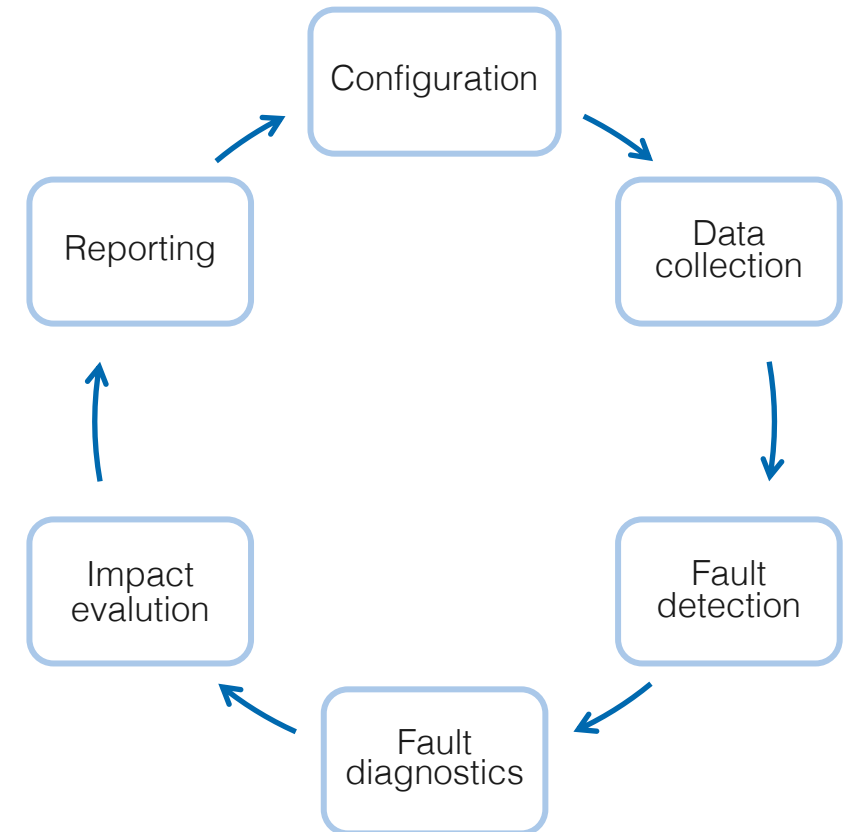 Configuration
Data
collection
Fault
detection
Fault
diagnostics
Impact
evalution
Reporting